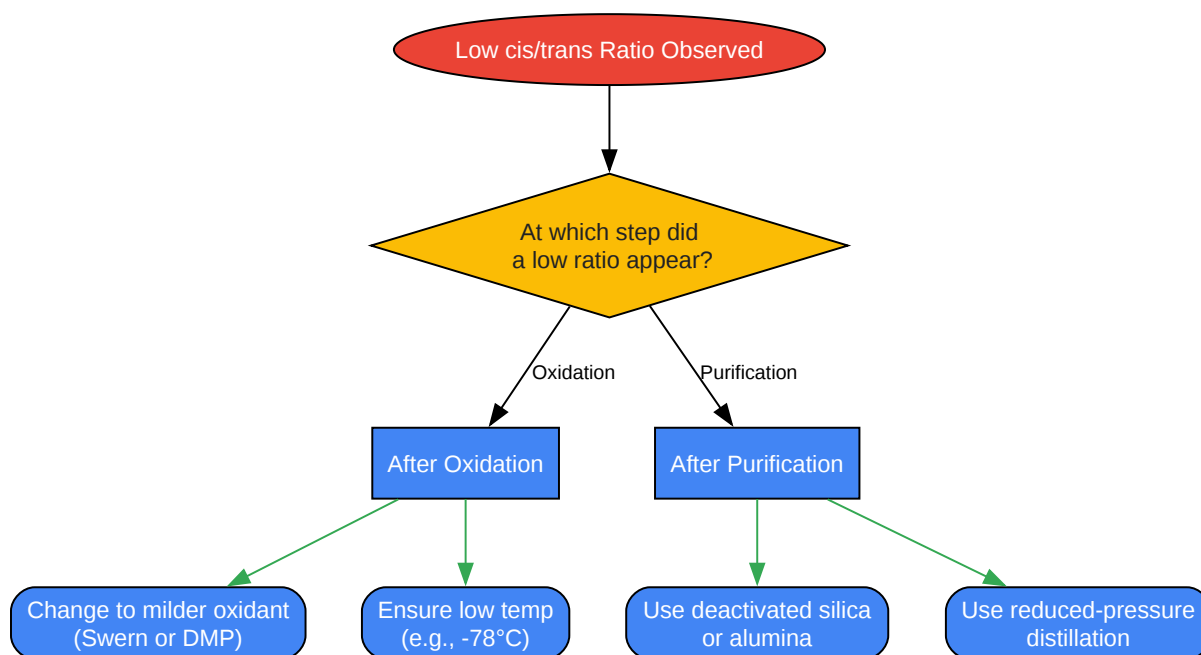 Low cis/trans Ratio Observed
At which step did
a low ratio appear?
Oxidation
Purification
After Oxidation
After Purification
Change to milder oxidant
(Swern or DMP)
Ensure low temp
(e.g., -78°C)
Use deactivated silica
or alumina
Use reduced-pressure
distillation